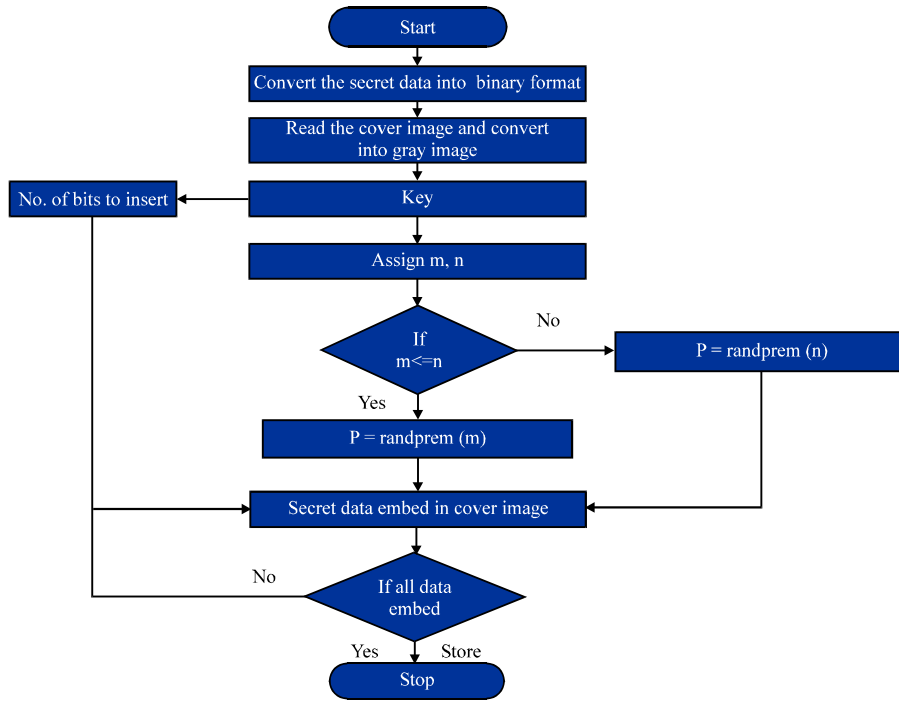 Start
Convert the secret data into binary format
Read the cover image and convert
into gray image
No. of bits to insert
Key
Assign m, n
If
m<=n
No
P = randprem (n)
Yes
P = randprem (m)
Secret data embed in cover image
No
If all data
embed
Yes
Store
Stop